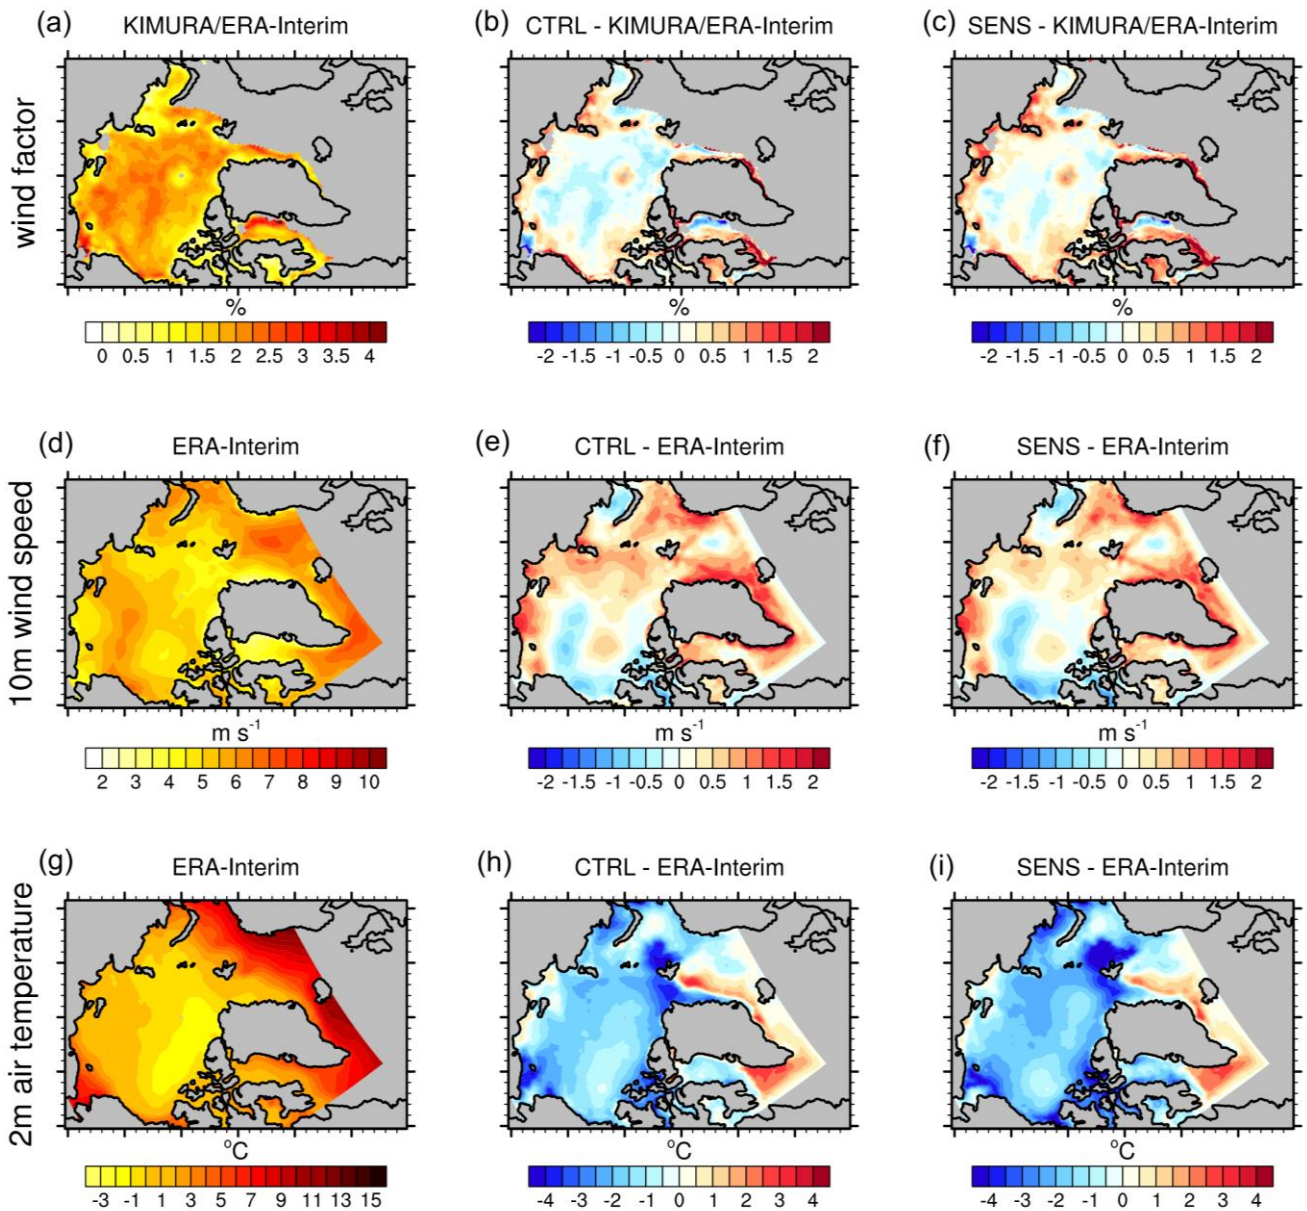 (a) KIMURA/ERA-Interim
(b) CTRL - KIMURA/ERA-Interim
(c) SENS - KIMURA/ERA-Interim
wind factor
%
0 0.5 1 1.5 2 2.5 3 3.5 4
%
-2 -1.5 -1 -0.5 0 0.5 1 1.5 2
%
-2 -1.5 -1 -0.5 0 0.5 1 1.5 2
(d) ERA-Interim
(e) CTRL - ERA-Interim
(f) SENS - ERA-Interim
10m wind speed
m s⁻¹
2 3 4 5 6 7 8 9 10
m s⁻¹
-2 -1.5 -1 -0.5 0 0.5 1 1.5 2
m s⁻¹
-2 -1.5 -1 -0.5 0 0.5 1 1.5 2
(g) ERA-Interim
(h) CTRL - ERA-Interim
(i) SENS - ERA-Interim
2m air temperature
°C
-3 -1 1 3 5 7 9 11 13 15
°C
-4 -3 -2 -1 0 1 2 3 4
°C
-4 -3 -2 -1 0 1 2 3 4